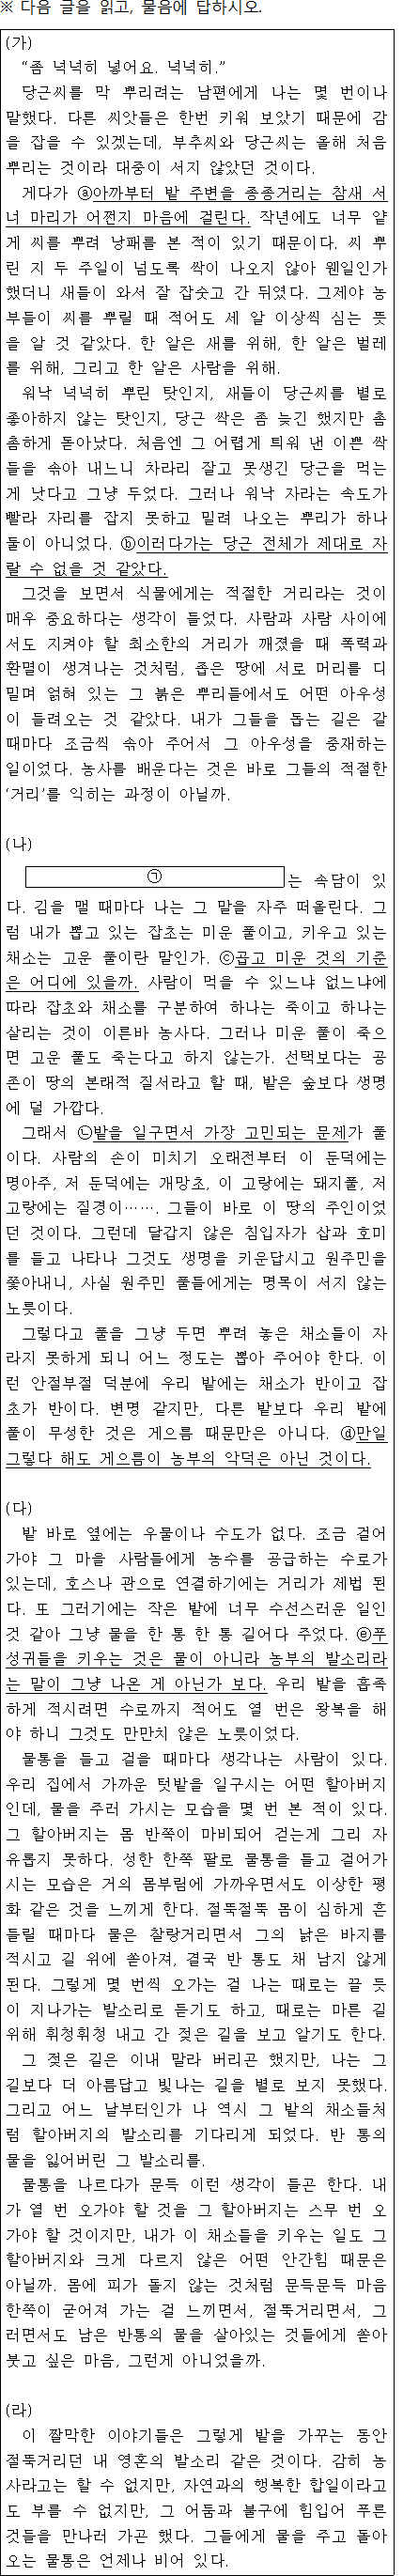 ※ 다음 글을 읽고, 물음에 답하시오.
(가)
“좀 넉넉히 넣어요. 넉넉히.”
당근씨를 막 뿌리려는 남편에게 나는 몇 번이나
말했다. 다른 씨앗들은 한번 키워 보았기 때문에 감
을 잡을 수 있겠는데, 부추씨와 당근씨는 올해 처음
뿌리는 것이라 대중이 서지 않았던 것이다.
게다가 ⓐ아까부터 밭 주변을 종종거리는 참새 서
너 마리가 어쩐지 마음에 걸린다. 작년에도 너무 얕
게 씨를 뿌려 낭패를 본 적이 있기 때문이다. 씨 뿌
린 지 두 주일이 넘도록 싹이 나오지 않아 웬일인가
했더니 새들이 와서 잘 잡숫고 간 뒤였다. 그제야 농
부들이 씨를 뿌릴 때 적어도 세 알 이상씩 심는 뜻
을 알 것 같았다. 한 알은 새를 위해, 한 알은 벌레
를 위해, 그리고 한 알은 사람을 위해.
워낙 넉넉히 뿌린 탓인지, 새들이 당근씨를 별로
좋아하지 않는 탓인지, 당근 싹은 좀 늦긴 했지만 촘
촘하게 돋아났다. 처음엔 그 어렵게 틔워 낸 이쁜 싹
들을 솎아 내느니 차라리 잘고 못생긴 당근을 먹는
게 낫다고 그냥 두었다. 그러나 워낙 자라는 속도가
빨라 자리를 잡지 못하고 밀려 나오는 뿌리가 하나
둘이 아니었다. ⓑ이러다가는 당근 전체가 제대로 자
랄 수 없을 것 같았다.
그것을 보면서 식물에게는 적절한 거리라는 것이
매우 중요하다는 생각이 들었다. 사람과 사람 사이에
서도 지켜야 할 최소한의 거리가 깨졌을 때 폭력과
환멸이 생겨나는 것처럼, 좁은 땅에 서로 머리를 디
밀며 얽혀 있는 그 붉은 뿌리들에서도 어떤 아우성
이 들려오는 것 같았다. 내가 그들을 돕는 길은 갈
때마다 조금씩 솎아 주어서 그 아우성을 중재하는
일이었다. 농사를 배운다는 것은 바로 그들의 적절한
‘거리’를 익히는 과정이 아닐까.
(나)
㉠는 속담이 있
다. 김을 맬 때마다 나는 그 말을 자주 떠올린다. 그
럼 내가 뽑고 있는 잡초는 미운 풀이고, 키우고 있는
채소는 고운 풀이란 말인가. ⓒ곱고 미운 것의 기준
은 어디에 있을까. 사람이 먹을 수 있느냐 없느냐에
따라 잡초와 채소를 구분하여 하나는 죽이고 하나는
살리는 것이 이른바 농사다. 그러나 미운 풀이 죽으
면 고운 풀도 죽는다고 하지 않는가. 선택보다는 공
존이 땅의 본래적 질서라고 할 때, 밭은 숲보다 생명
에 덜 가깝다.
그래서 ㉡밭을 일구면서 가장 고민되는 문제가 풀
이다. 사람의 손이 미치기 오래전부터 이 둔덕에는
명아주, 저 둔덕에는 개망초, 이 고랑에는 돼지풀, 저
고랑에는 질경이……. 그들이 바로 이 땅의 주인이었
던 것이다. 그런데 달갑지 않은 침입자가 삽과 호미
를 들고 나타나 그것도 생명을 키운답시고 원주민을
쫓아내니, 사실 원주민 풀들에게는 명목이 서지 않는
노릇이다.
그렇다고 풀을 그냥 두면 뿌려 놓은 채소들이 자
라지 못하게 되니 어느 정도는 뽑아 주어야 한다. 이
런 안절부절 덕분에 우리 밭에는 채소가 반이고 잡
초가 반이다. 변명 같지만, 다른 밭보다 우리 밭에
풀이 무성한 것은 게으름 때문만은 아니다. ⓓ만일
그렇다 해도 게으름이 농부의 악덕은 아닌 것이다.
(다)
밭 바로 옆에는 우물이나 수도가 없다. 조금 걸어
가야 그 마을 사람들에게 농수를 공급하는 수로가
있는데, 호스나 관으로 연결하기에는 거리가 제법 된
다. 또 그러기에는 작은 밭에 너무 수선스러운 일인
것 같아 그냥 물을 한 통 한 통 길어다 주었다. ⓔ푸
성귀들을 키우는 것은 물이 아니라 농부의 발소리라
는 말이 그냥 나온 게 아닌가 보다. 우리 밭을 흡족
하게 적시려면 수로까지 적어도 열 번은 왕복을 해
야 하니 그것도 만만치 않은 노릇이었다.
물통을 들고 걸을 때마다 생각나는 사람이 있다.
우리 집에서 가까운 텃밭을 일구시는 어떤 할아버지
인데, 물을 주러 가시는 모습을 몇 번 본 적이 있다.
그 할아버지는 몸 반쪽이 마비되어 걷는게 그리 자
유롭지 못하다. 성한 한쪽 팔로 물통을 들고 걸어가
시는 모습은 거의 몸부림에 가까우면서도 이상한 평
화 같은 것을 느끼게 한다. 절뚝절뚝 몸이 심하게 흔
들릴 때마다 물은 찰랑거리면서 그의 낡은 바지를
적시고 길 위에 쏟아져, 결국 반 통도 채 남지 않게
된다. 그렇게 몇 번씩 오가는 걸 나는 때로는 끌 듯
이 지나가는 발소리로 듣기도 하고, 때로는 마른 길
위해 휘청휘청 내고 간 젖은 길을 보고 알기도 한다.
그 젖은 길은 이내 말라 버리곤 했지만, 나는 그
길보다 더 아름답고 빛나는 길을 별로 보지 못했다.
그리고 어느 날부터인가 나 역시 그 밭의 채소들처
럼 할아버지의 발소리를 기다리게 되었다. 반 통의
물을 잃어버린 그 발소리를.
물통을 나르다가 문득 이런 생각이 들곤 한다. 내
가 열 번 오가야 할 것을 그 할아버지는 스무 번 오
가야 할 것이지만, 내가 이 채소들을 키우는 일도 그
할아버지와 크게 다르지 않은 어떤 안간힘 때문은
아닐까. 몸에 피가 돌지 않는 것처럼 문득문득 마음
한쪽이 굳어져 가는 걸 느끼면서, 절뚝거리면서, 그
러면서도 남은 반통의 물을 살아있는 것들에게 쏟아
붓고 싶은 마음, 그런게 아니었을까.
(라)
이 짤막한 이야기들은 그렇게 밭을 가꾸는 동안
절뚝거리던 내 영혼의 발소리 같은 것이다. 감히 농
사라고는 할 수 없지만, 자연과의 행복한 합일이라고
도 부를 수 없지만, 그 어둠과 불구에 힘입어 푸른
것들을 만나러 가곤 했다. 그들에게 물을 주고 돌아
오는 물통은 언제나 비어 있다.